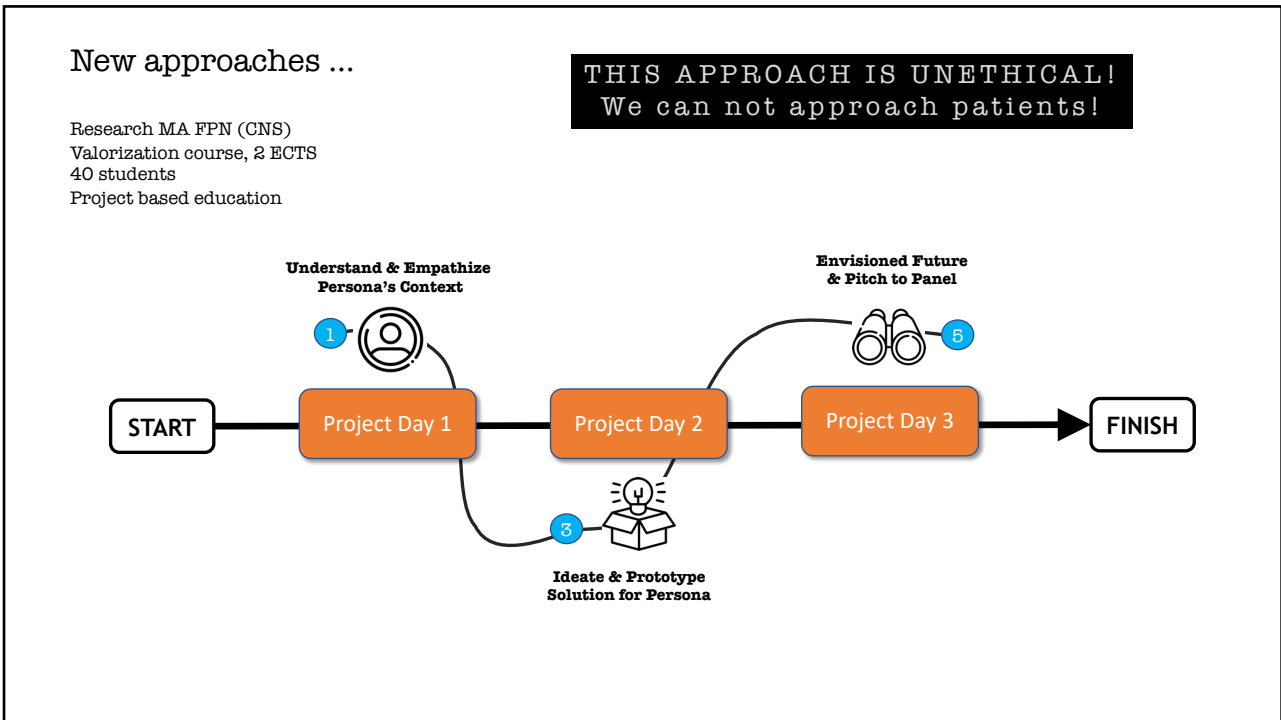 New approaches ...
THIS APPROACH IS UNETHICAL!
We can not approach patients!
Research MA FPN (CNS)
Valorization course, 2 ECTS
40 students
Project based education
Understand & Empathize
Persona's Context
1
Envisioned Future
& Pitch to Panel
5
START
Project Day 1
Project Day 2
Project Day 3
FINISH
3
Ideate & Prototype
Solution for Persona